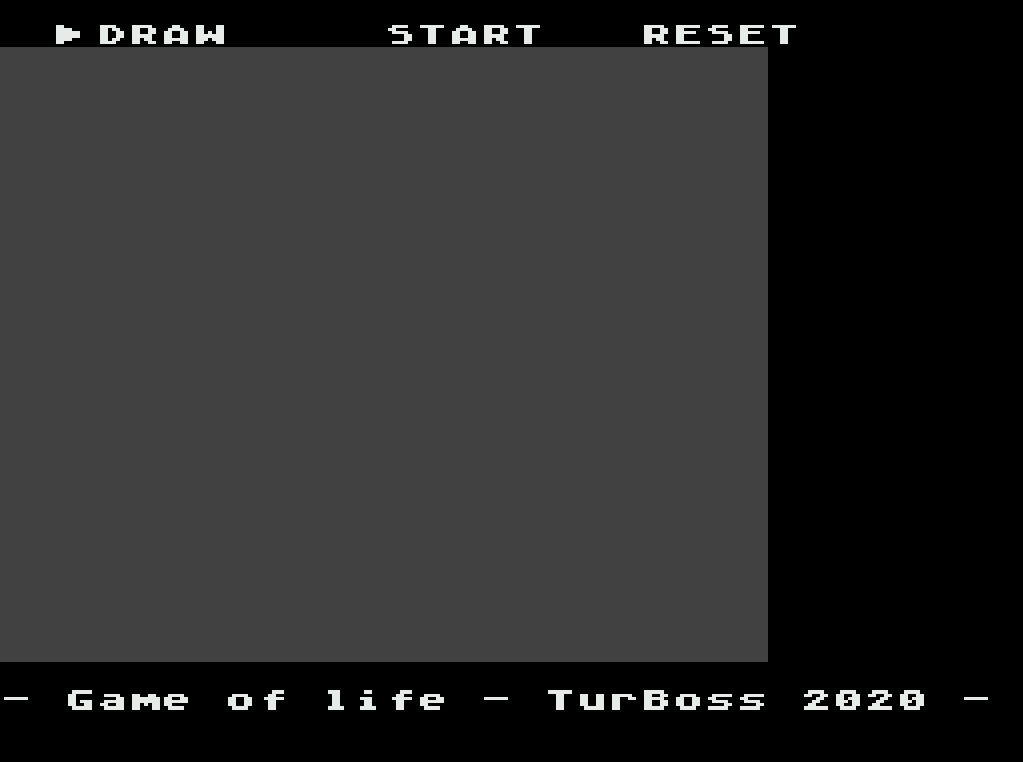 ▶ DRAW START RESET
- Game of life - TurBoss 2020 -